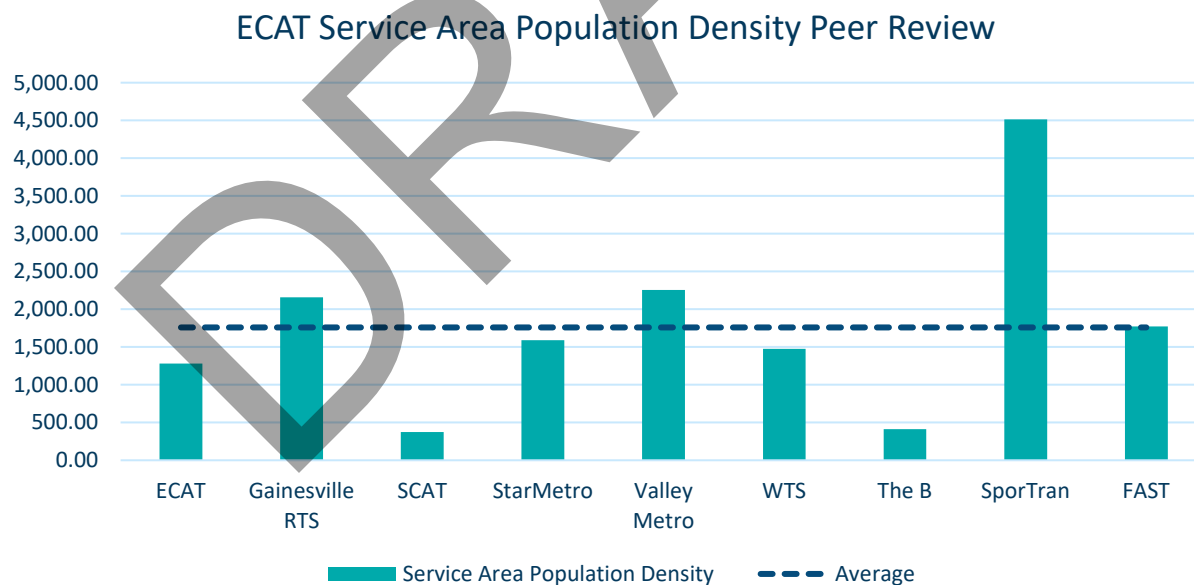 ECAT Service Area Population Density Peer Review
5,000.00
4,500.00
4,000.00
3,500.00
3,000.00
2,500.00
2,000.00
1,500.00
1,000.00
500.00
0.00
ECAT
Gainesville
RTS
SCAT
StarMetro
Valley
Metro
WTS
The B
SporTran
FAST
Service Area Population Density
Average
DRA